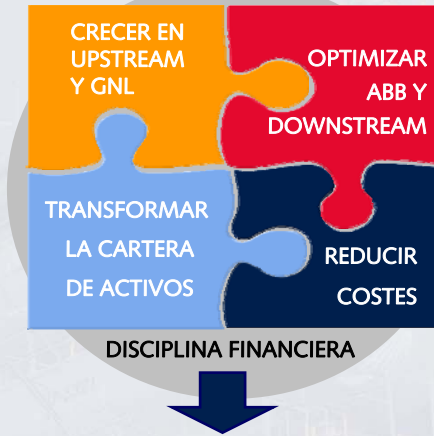 CRECER EN
UPSTREAM
Y GNL
OPTIMIZAR
ABB Y
DOWNSTREAM
TRANSFORMAR
LA CARTERA
DE ACTIVOS
REDUCIR
COSTES
DISCIPLINA FINANCIERA